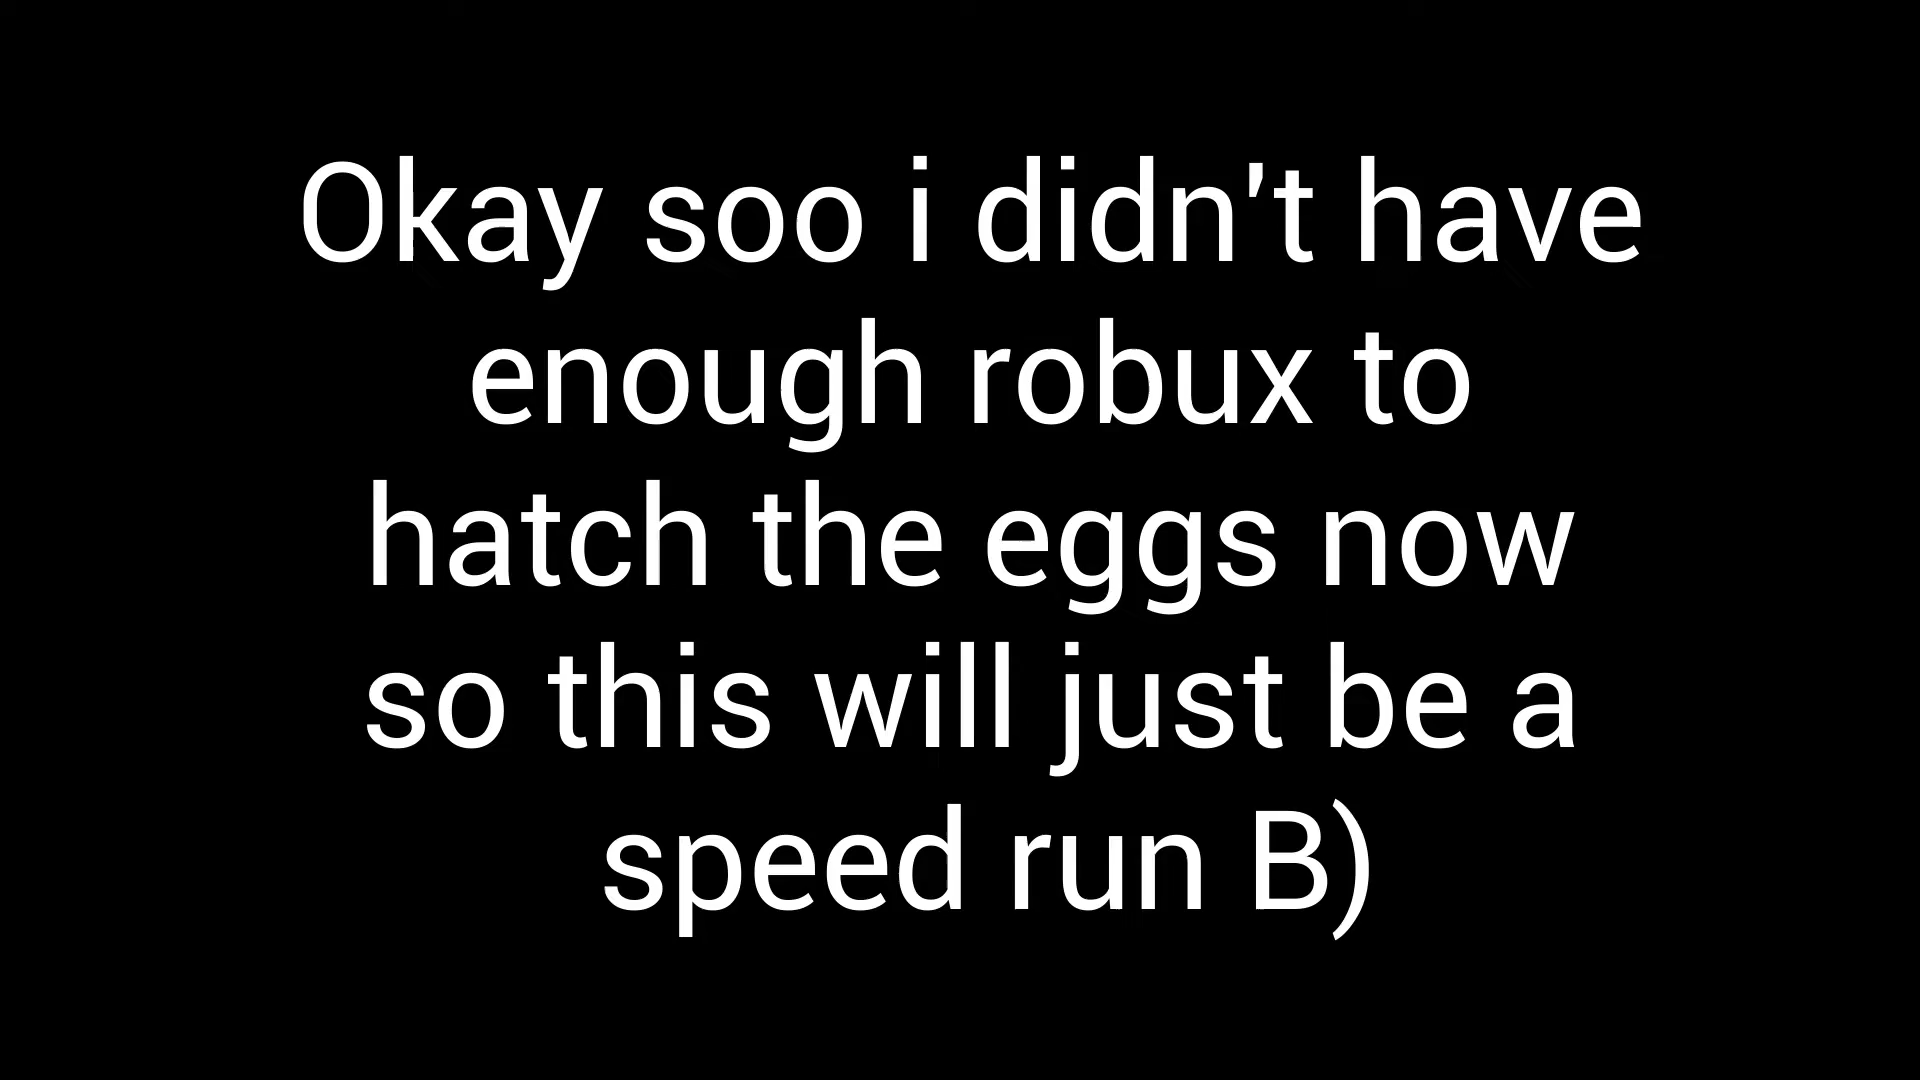 Okay soo i didn't have
enough robux to
hatch the eggs now
so this will just be a
speed run B)